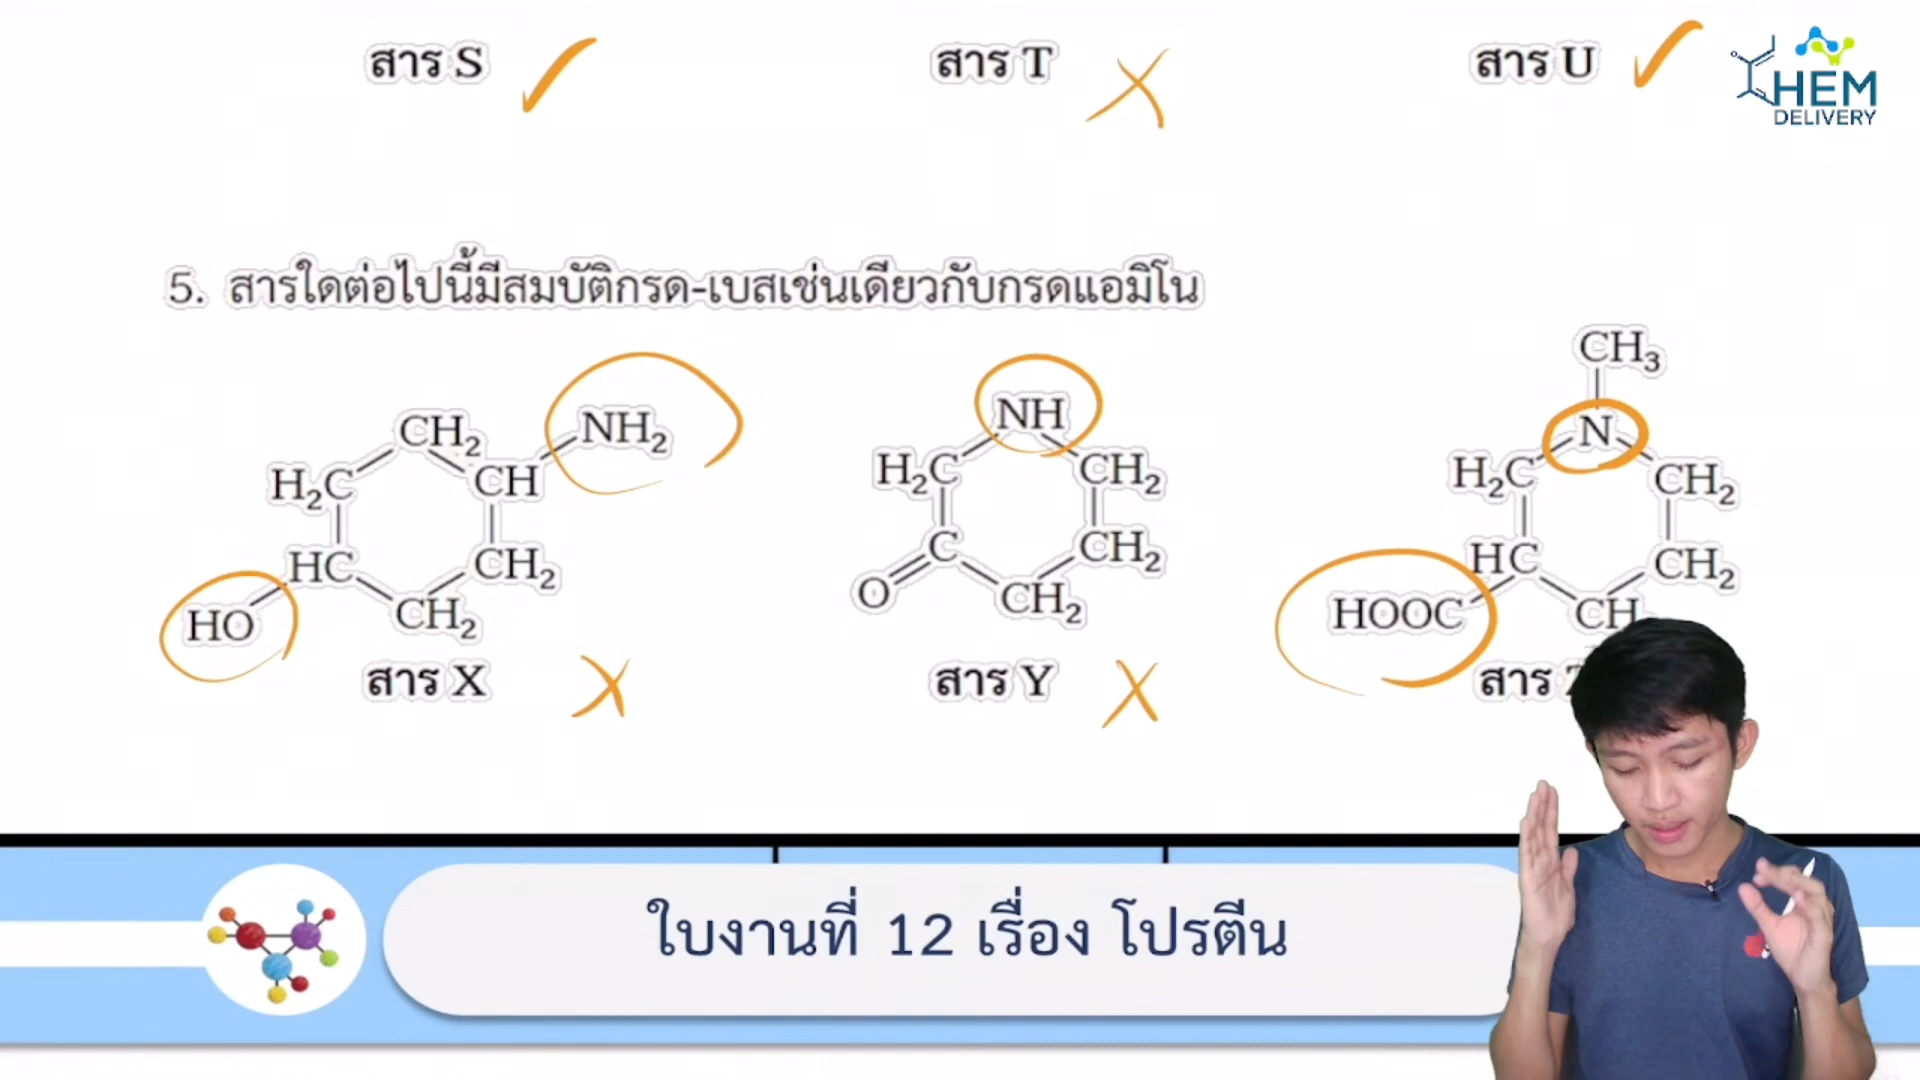 สาร S
สาร T
สาร U
CHEM
DELIVERY
5. สารใดต่อไปนี้มีสมบัติกรด-เบสเช่นเดียวกับกรดแอมิโน
CH₂
NH₂
H₂C
CH
HC
CH₂
HO
CH₂
สาร X
NH
H₂C
CH₂
C
CH₂
O
CH₂
สาร Y
CH₃
N
H₂C
CH₂
HC
CH₂
HOOC
CH
สาร
ใบงานที่ 12 เรื่อง โปรตีน